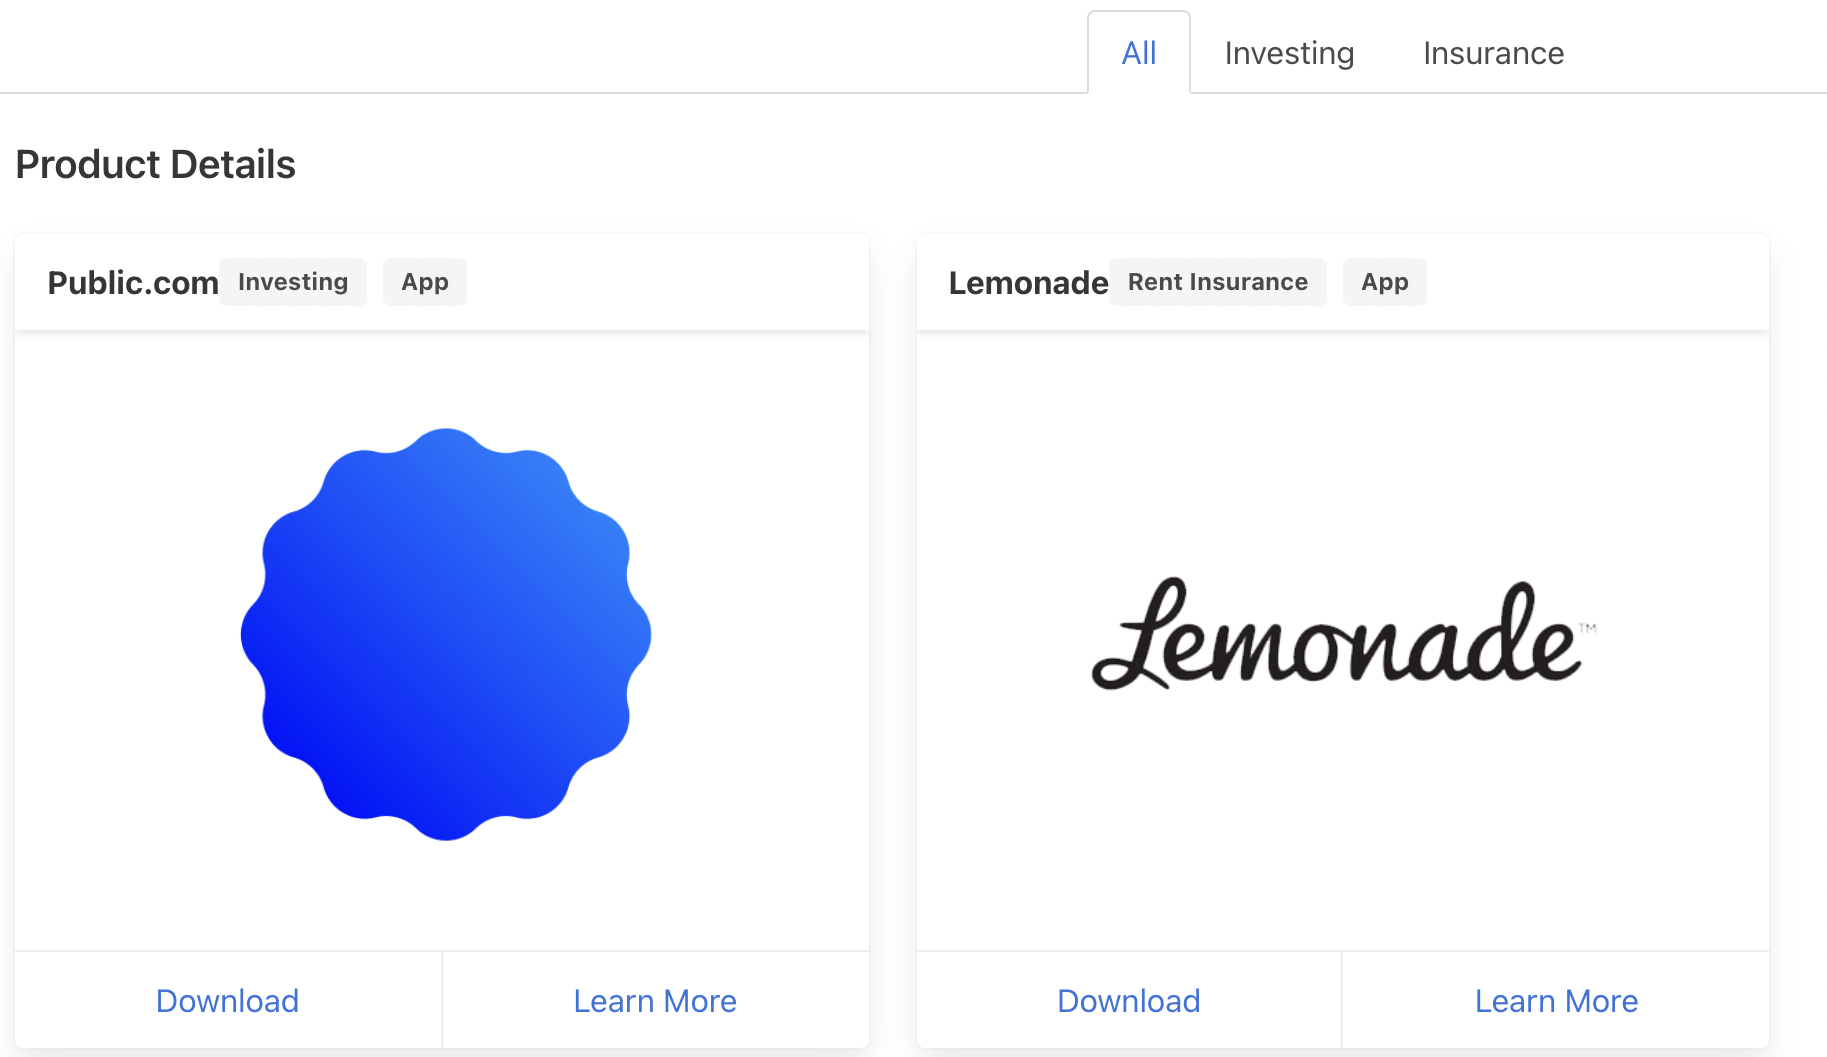 All Investing Insurance
Product Details
Public.com Investing App
Lemonade Rent Insurance App
Lemonade™
Download Learn More
Download Learn More